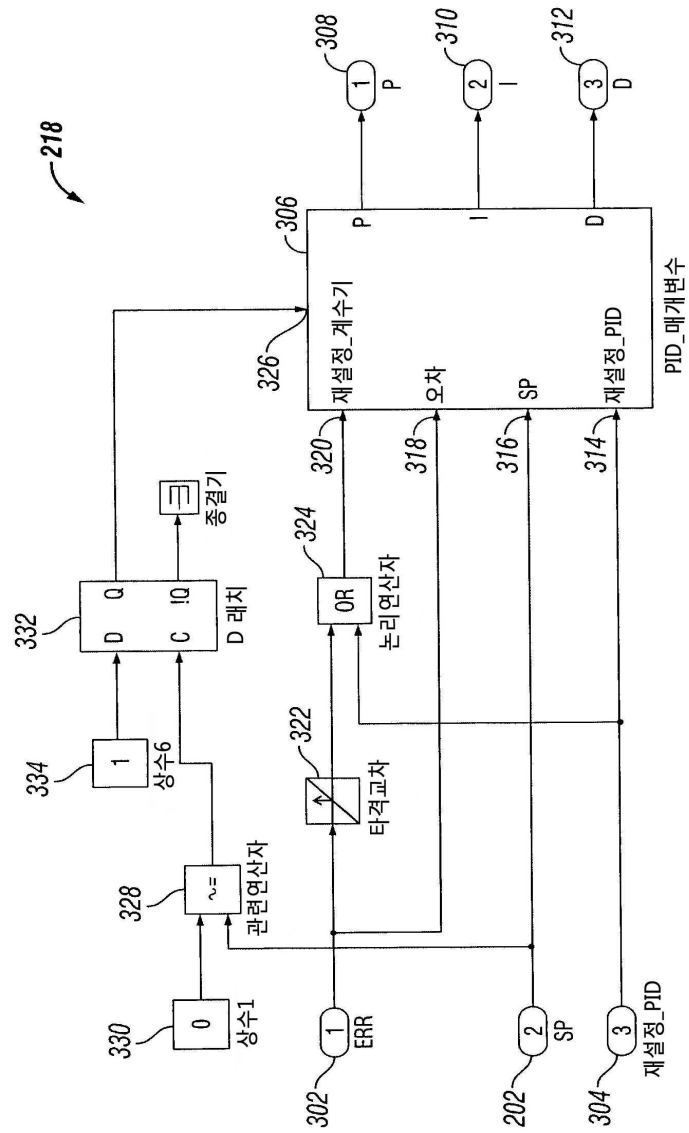 218
334
1
상수6
332
D
Q
C
!Q
D 래치
종결기
330
0
상수1
328
~=
관련연산자
302
1
ERR
322
타격교차
324
OR
논리연산자
202
2
SP
304
3
재설정_PID
326
306
320
재설정_계수기
318
오차
316
SP
314
재설정_PID
P
I
D
PID_매개변수
308
1
P
310
2
I
312
3
D